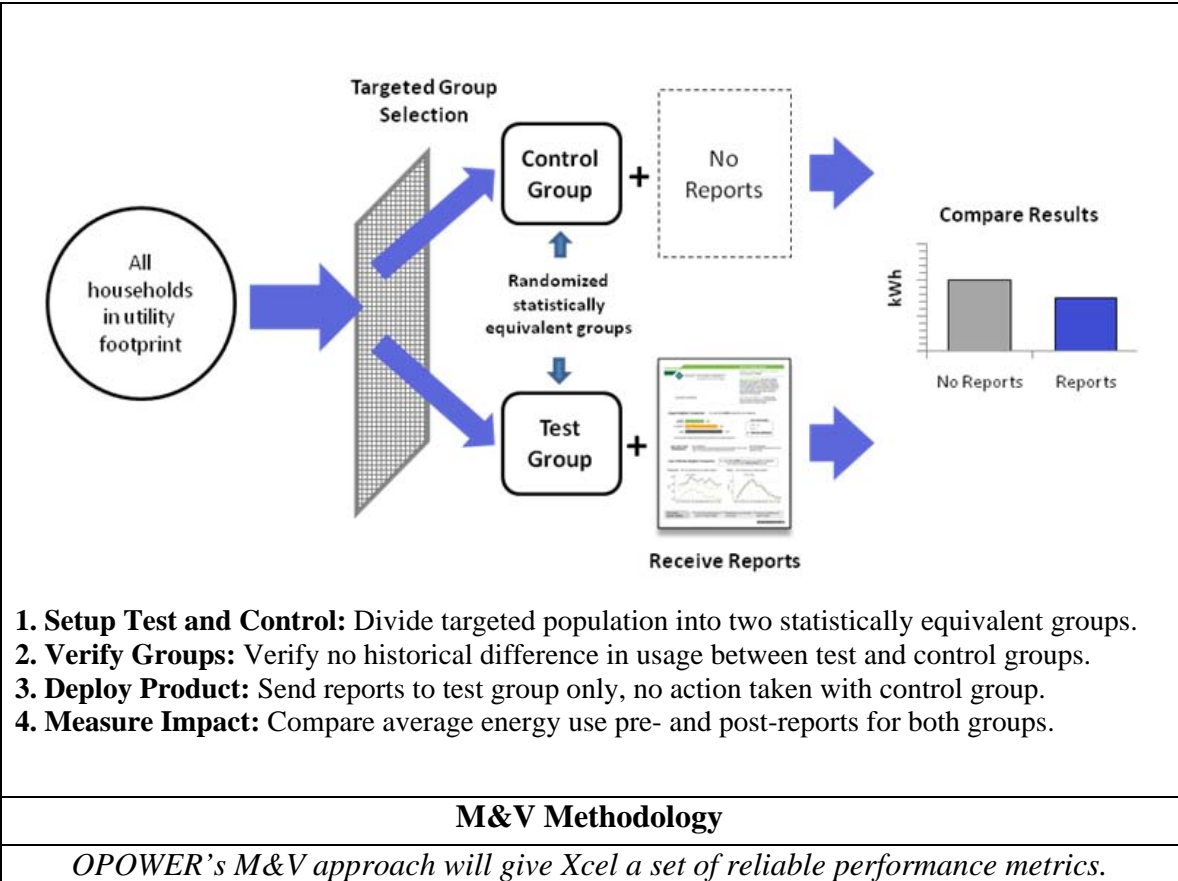 Targeted Group
Selection
Control
Group
+
No
Reports
All
households
in utility
footprint
Randomized
statistically
equivalent groups
Compare Results
kWh
No Reports
Reports
Test
Group
+
Receive Reports
1. Setup Test and Control: Divide targeted population into two statistically equivalent groups.
2. Verify Groups: Verify no historical difference in usage between test and control groups.
3. Deploy Product: Send reports to test group only, no action taken with control group.
4. Measure Impact: Compare average energy use pre- and post-reports for both groups.
M&V Methodology
OPOWER's M&V approach will give Xcel a set of reliable performance metrics.